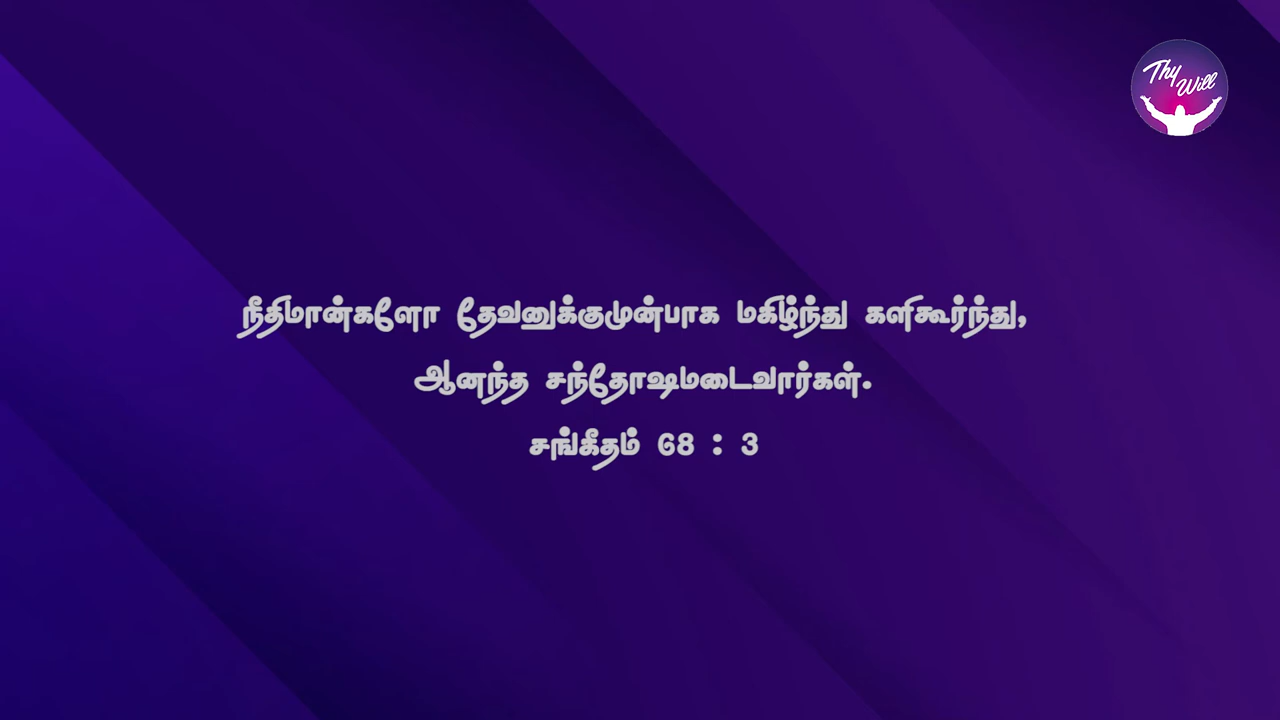 Thy
Will
நீதிமான்களோ தேவனுக்குமுன்பாக மகிழ்ந்து களிகூர்ந்து,
ஆனந்த சந்தோஷமடைவார்கள்.
சங்கீதம் 68 : 3